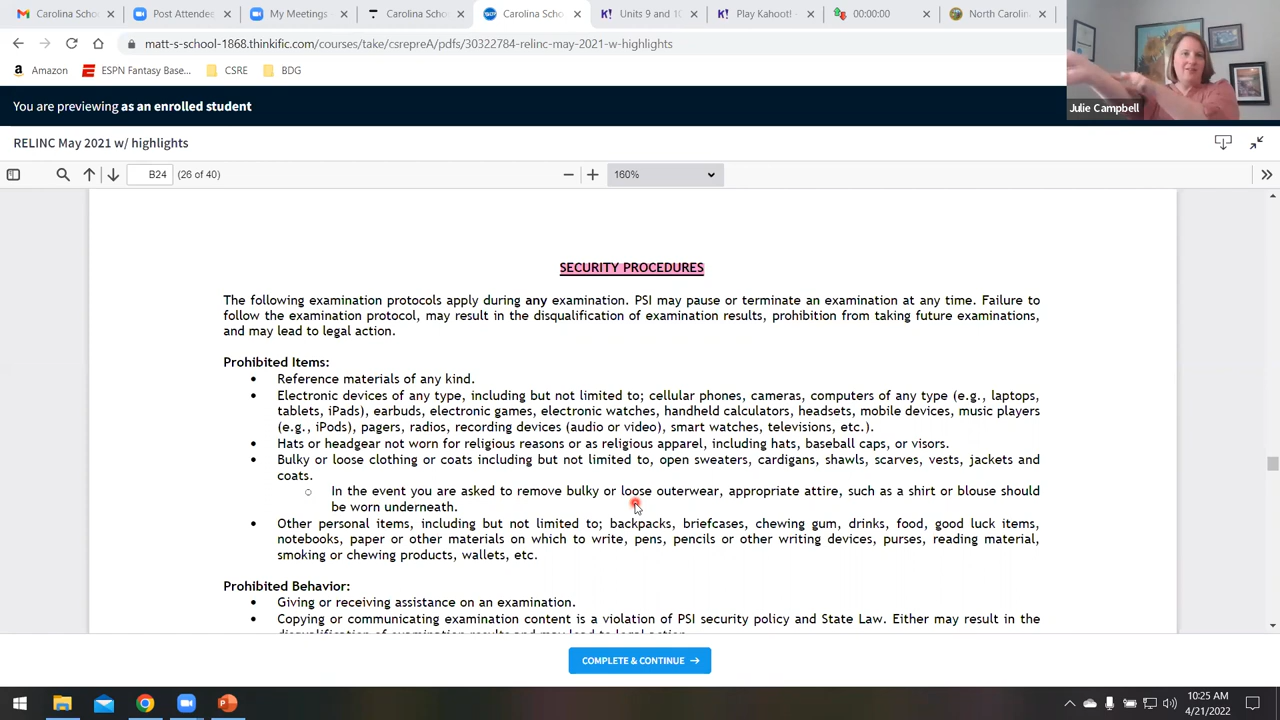 Carolina Scho
Post Attendee
My Meetings
Carolina Scho
Carolina Scho
Units 9 and 10
Play Kahoot!
00:00:00
North Carolin
matt-s-school-1868.thinkific.com/courses/take/csrepreA/pdfs/30322784-relinc-may-2021-w-highlights
Amazon
ESPN Fantasy Base...
CSRE
BDG
Julie Campbell
You are previewing as an enrolled student
RELINC May 2021 w/ highlights
B24
(26 of 40)
160%
SECURITY PROCEDURES
The following examination protocols apply during any examination. PSI may pause or terminate an examination at any time. Failure to
follow the examination protocol, may result in the disqualification of examination results, prohibition from taking future examinations,
and may lead to legal action.
Prohibited Items:
• Reference materials of any kind.
• Electronic devices of any type, including but not limited to; cellular phones, cameras, computers of any type (e.g., laptops,
tablets, iPads), earbuds, electronic games, electronic watches, handheld calculators, headsets, mobile devices, music players
(e.g., iPods), pagers, radios, recording devices (audio or video), smart watches, televisions, etc.).
• Hats or headgear not worn for religious reasons or as religious apparel, including hats, baseball caps, or visors.
• Bulky or loose clothing or coats including but not limited to, open sweaters, cardigans, shawls, scarves, vests, jackets and
coats.
○ In the event you are asked to remove bulky or loose outerwear, appropriate attire, such as a shirt or blouse should
be worn underneath.
• Other personal items, including but not limited to; backpacks, briefcases, chewing gum, drinks, food, good luck items,
notebooks, paper or other materials on which to write, pens, pencils or other writing devices, purses, reading material,
smoking or chewing products, wallets, etc.
Prohibited Behavior:
• Giving or receiving assistance on an examination.
• Copying or communicating examination content is a violation of PSI security policy and State Law. Either may result in the
disqualification of examination results and may lead to legal action.
COMPLETE & CONTINUE →
10:25 AM
4/21/2022